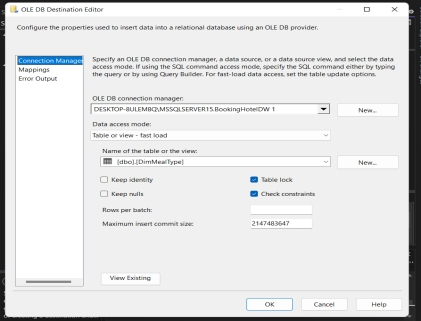 OLE DB Destination Editor
Configure the properties used to insert data into a relational database using an OLE DB provider.
Connection Manager
Mappings
Error Output
Specify an OLE DB connection manager, a data source, or a data source view, and select the data
access mode. If using the SQL command access mode, specify the SQL command either by typing
the query or by using Query Builder. For fast-load data access, set the table update options.
OLE DB connection manager:
DESKTOP-8ULEM8Q\MSSQLSERVER15.BookingHotelDW 1
New...
Data access mode:
Table or view - fast load
Name of the table or the view:
[dbo].[DimMealType]
New...
Keep identity
Table lock
Keep nulls
Check constraints
Rows per batch:
Maximum insert commit size:
2147483647
View Existing
OK
Cancel
Help